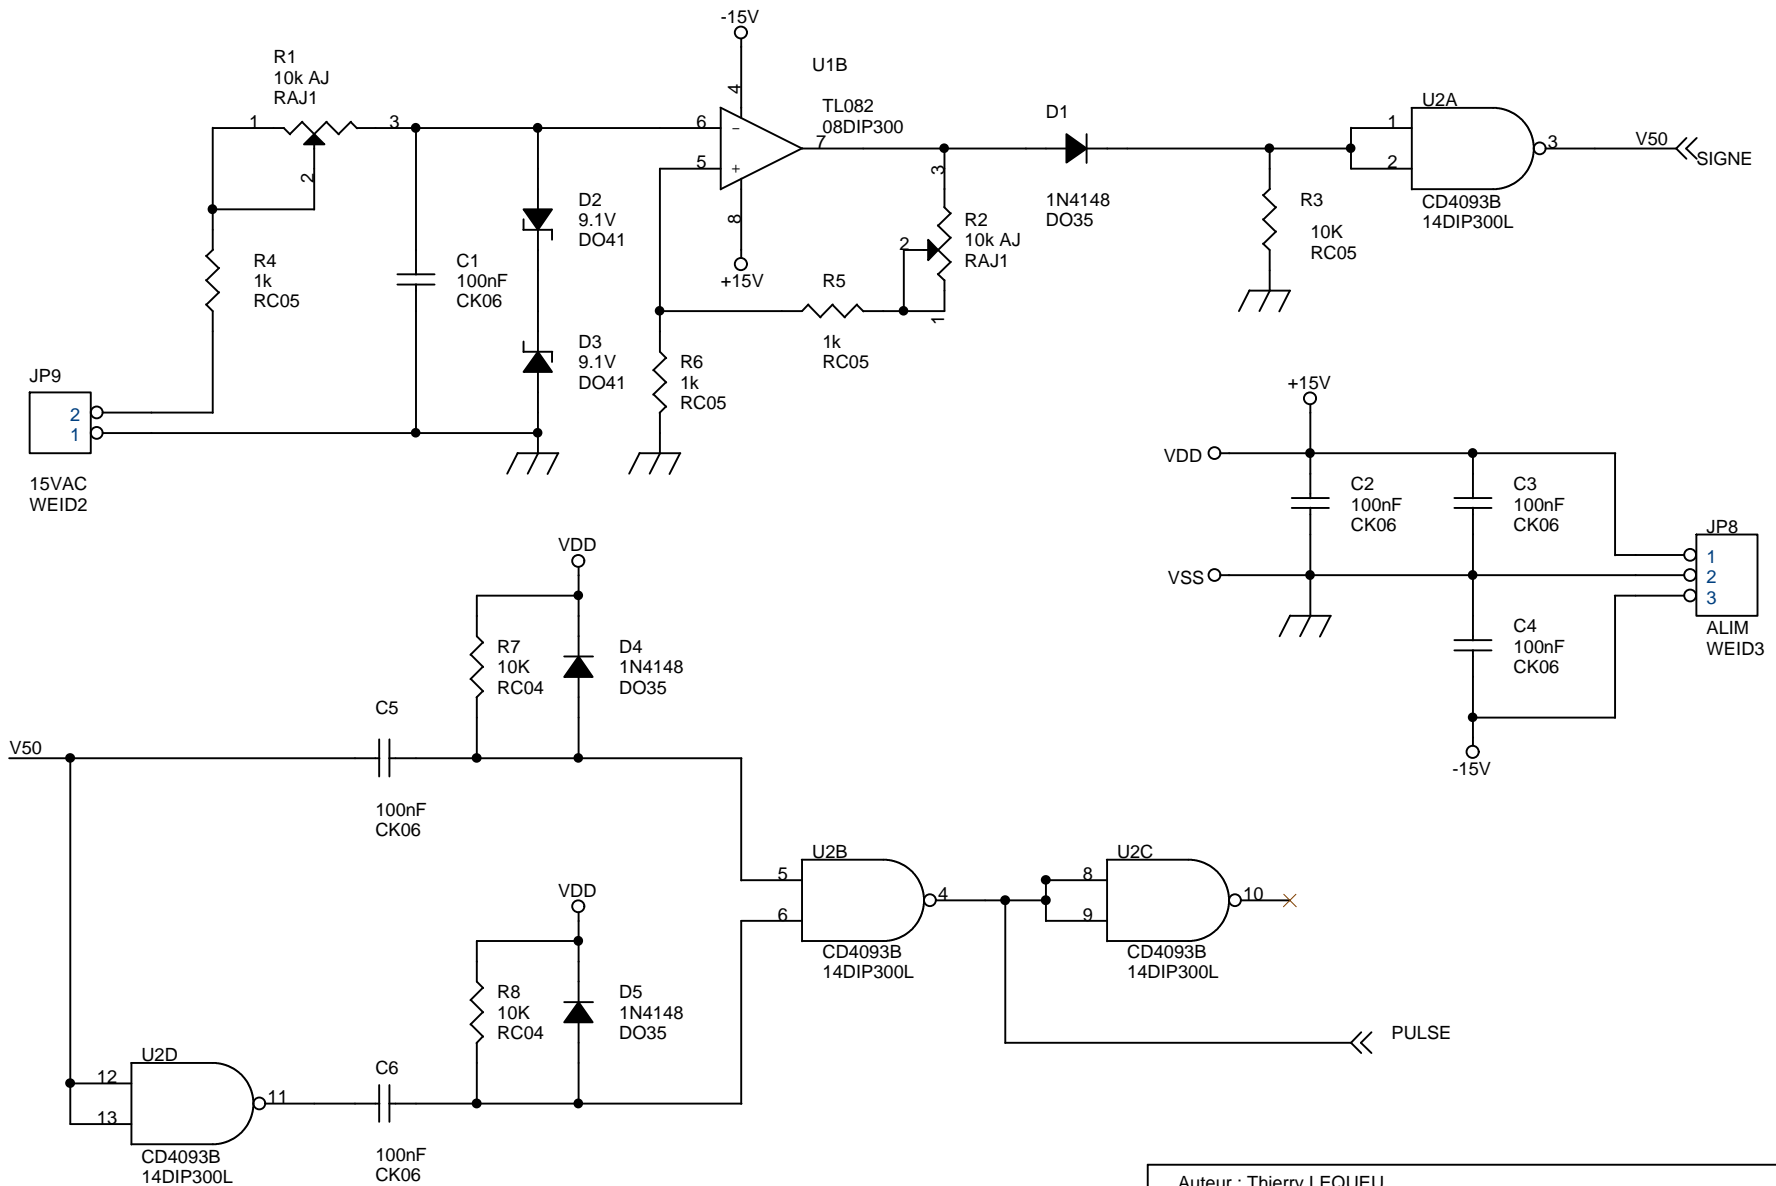 -15V
R1
10k AJ
RAJ1
U1B
TL082
08DIP300
4
1
3
2
6
5
7
8
+15V
D1
1N4148
DO35
U2A
1
2
3
CD4093B
14DIP300L
V50
SIGNE
R4
1k
RC05
C1
100nF
CK06
D2
9.1V
DO41
D3
9.1V
DO41
3
R2
10k AJ
RAJ1
2
1
R5
1k
RC05
R3
10K
RC05
R6
1k
RC05
JP9
2
1
15VAC
WEID2
+15V
VDD
VSS
C2
100nF
CK06
C3
100nF
CK06
C4
100nF
CK06
JP8
1
2
3
ALIM
WEID3
-15V
VDD
R7
10K
RC04
D4
1N4148
DO35
V50
C5
100nF
CK06
U2B
5
6
4
CD4093B
14DIP300L
U2C
8
9
10
CD4093B
14DIP300L
PULSE
VDD
R8
10K
RC04
D5
1N4148
DO35
U2D
12
13
11
CD4093B
14DIP300L
C6
100nF
CK06
Auteur : Thierry LEQUEU